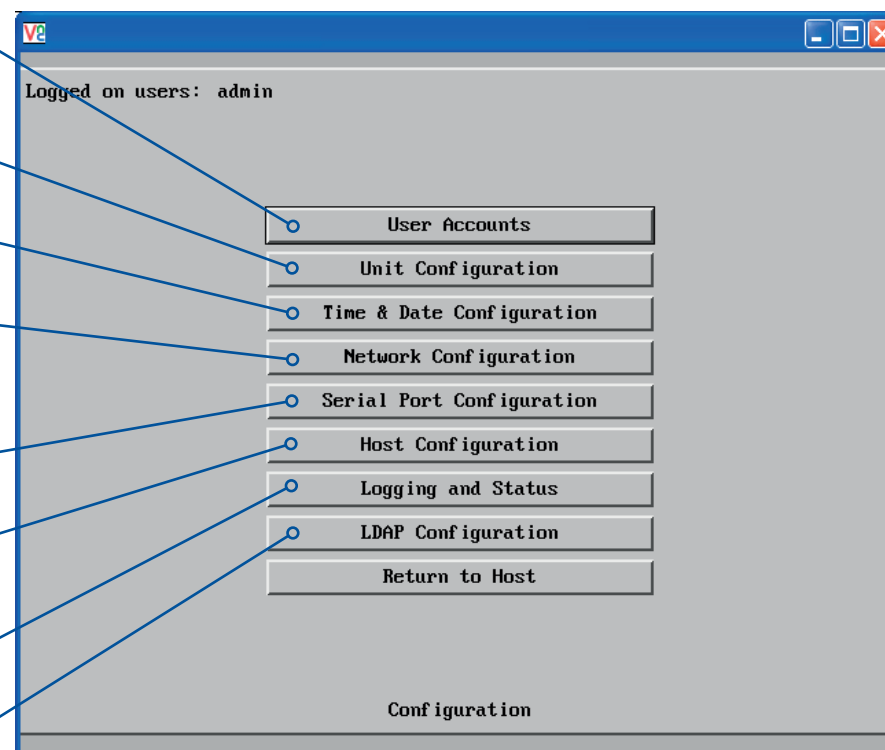 Logged on users: admin
User Accounts
Unit Configuration
Time & Date Configuration
Network Configuration
Serial Port Configuration
Host Configuration
Logging and Status
LDAP Configuration
Return to Host
Configuration